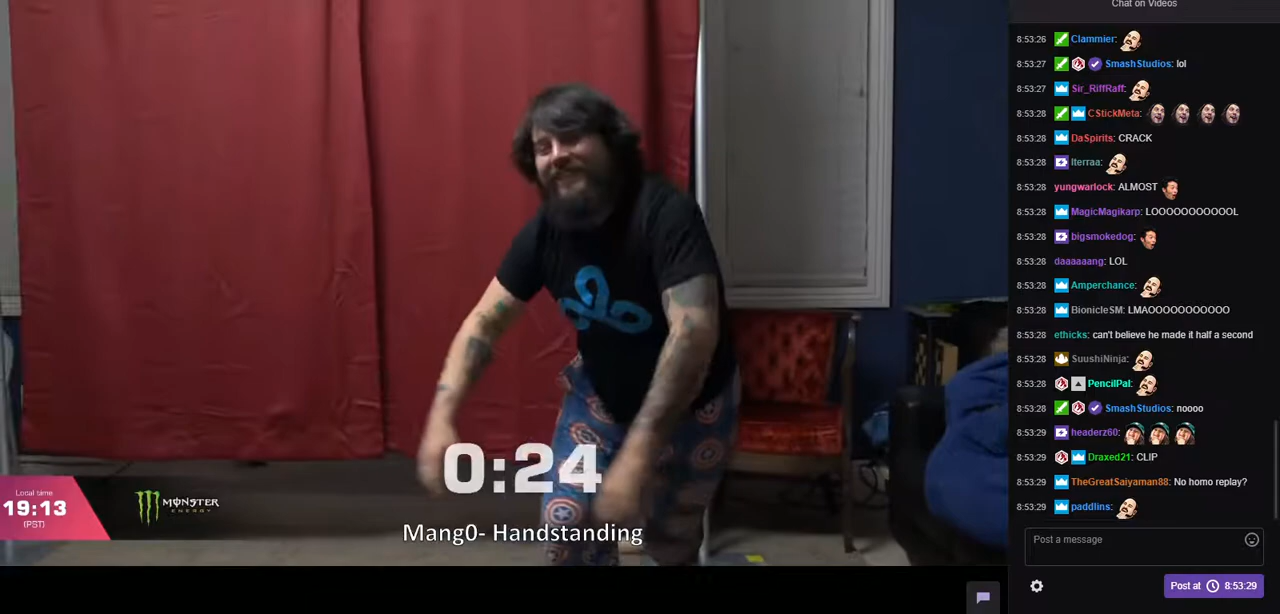 Chat on Videos
8:53:26 Clammier:
8:53:27 SmashStudios: lol
8:53:27 Sir_RiffRaff:
8:53:28 CStickMeta:
8:53:28 DaSpirits: CRACK
8:53:28 Iterraa:
8:53:28 yungwarlock: ALMOST
8:53:28 MagicMagikarp: LOOOOOOOOOOL
8:53:28 bigsmokedog:
8:53:28 daaaaaang: LOL
8:53:28 Amperchance:
8:53:28 BionicleSM: LMAOOOOOOOOOO
8:53:28 ethicks: can't believe he made it half a second
8:53:28 SuushiNinja:
8:53:28 PencilPal:
8:53:28 SmashStudios: noooo
8:53:29 headerz60:
8:53:29 Draxed21: CLIP
8:53:29 TheGreatSaiyaman88: No homo replay?
8:53:29 paddlins:
Post a message
Post at 8:53:29
0:24
Mang0- Handstanding
Local time
19:13
(PST)
MONSTER
ENERGY